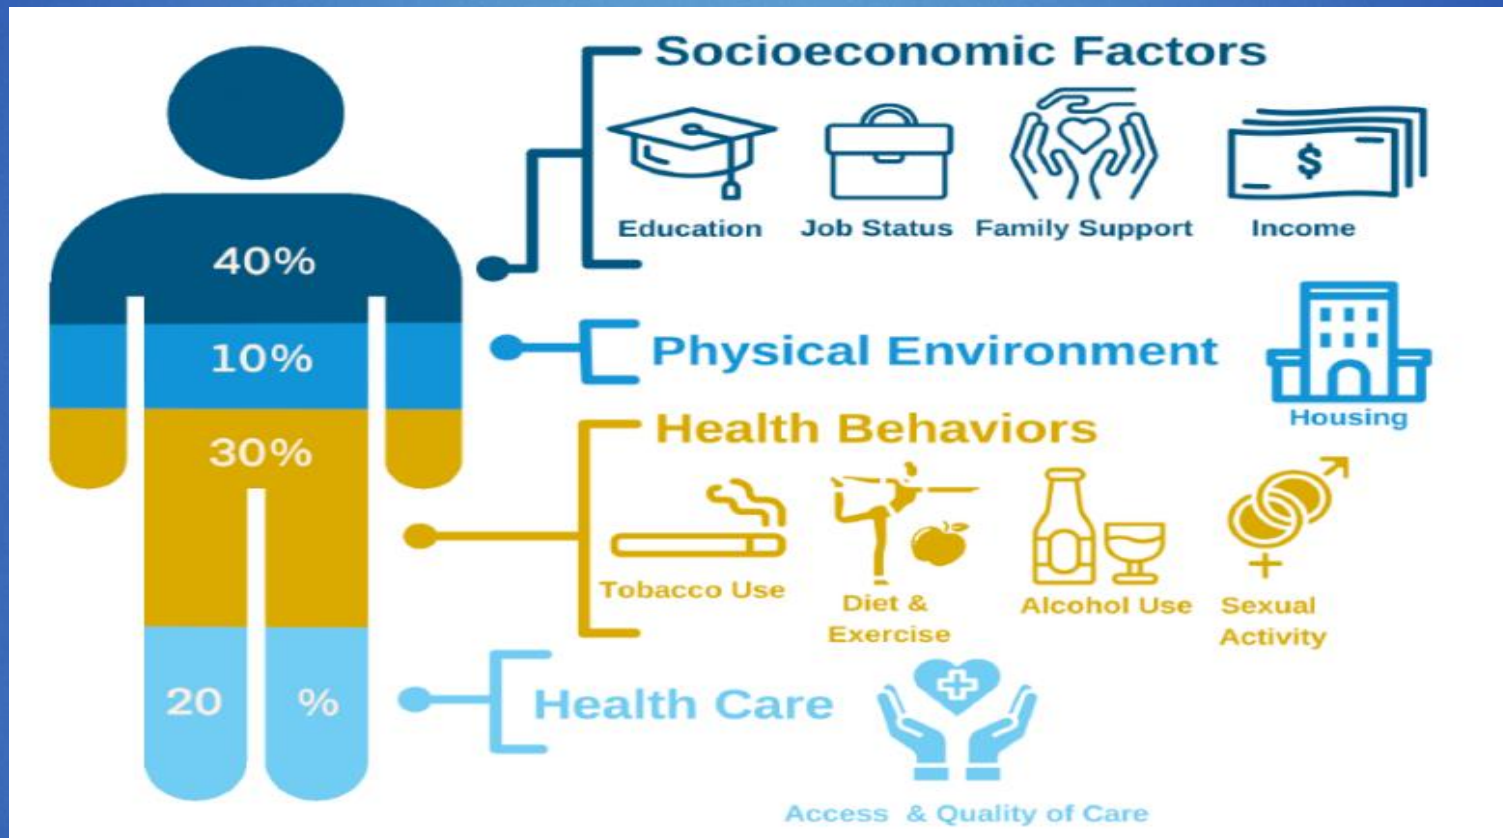 Socioeconomic Factors
$
Education
Job Status
Family Support
Income
40%
10%
Physical Environment
Housing
30%
Health Behaviors
Tobacco Use
Diet &
Exercise
Alcohol Use
Sexual
Activity
20 %
Health Care
Access & Quality of Care